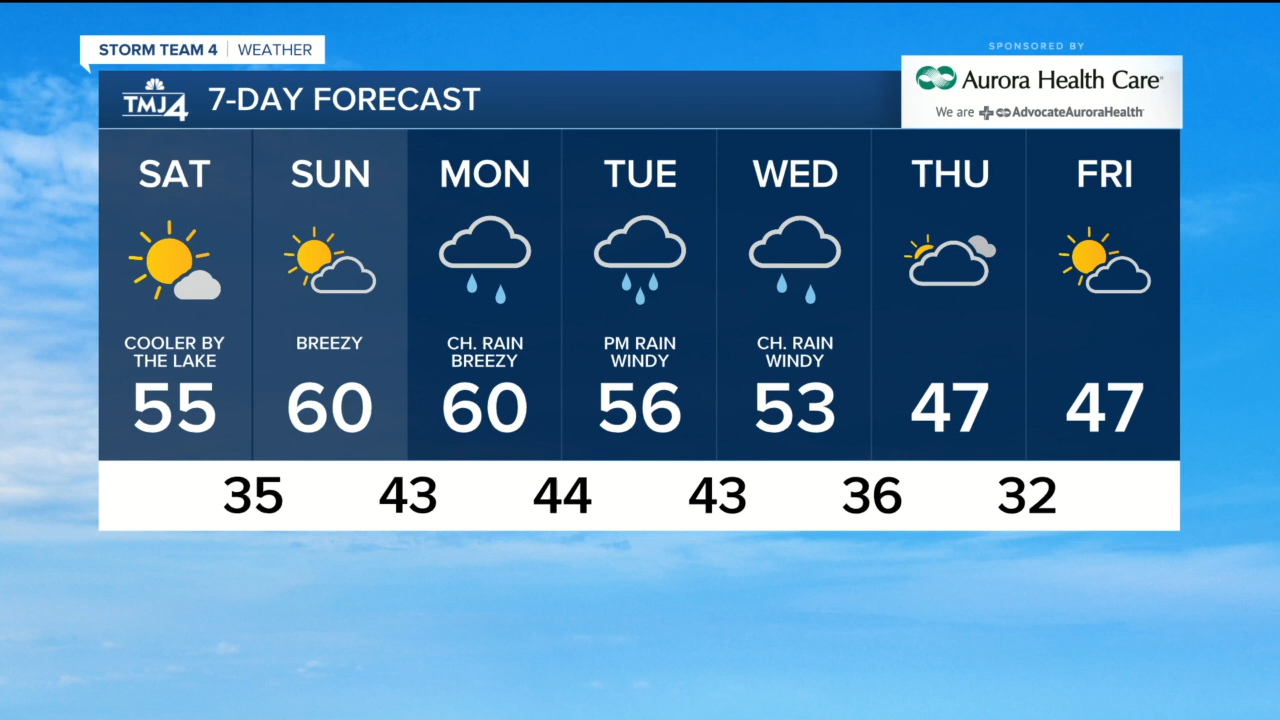 STORM TEAM 4 | WEATHER
SPONSORED BY
Aurora Health Care®
We are AdvocateAuroraHealth™
TMJ4 7-DAY FORECAST
SAT SUN MON TUE WED THU FRI
COOLER BY THE LAKE
BREEZY
CH. RAIN BREEZY
PM RAIN WINDY
CH. RAIN WINDY
55 60 60 56 53 47 47
35 43 44 43 36 32